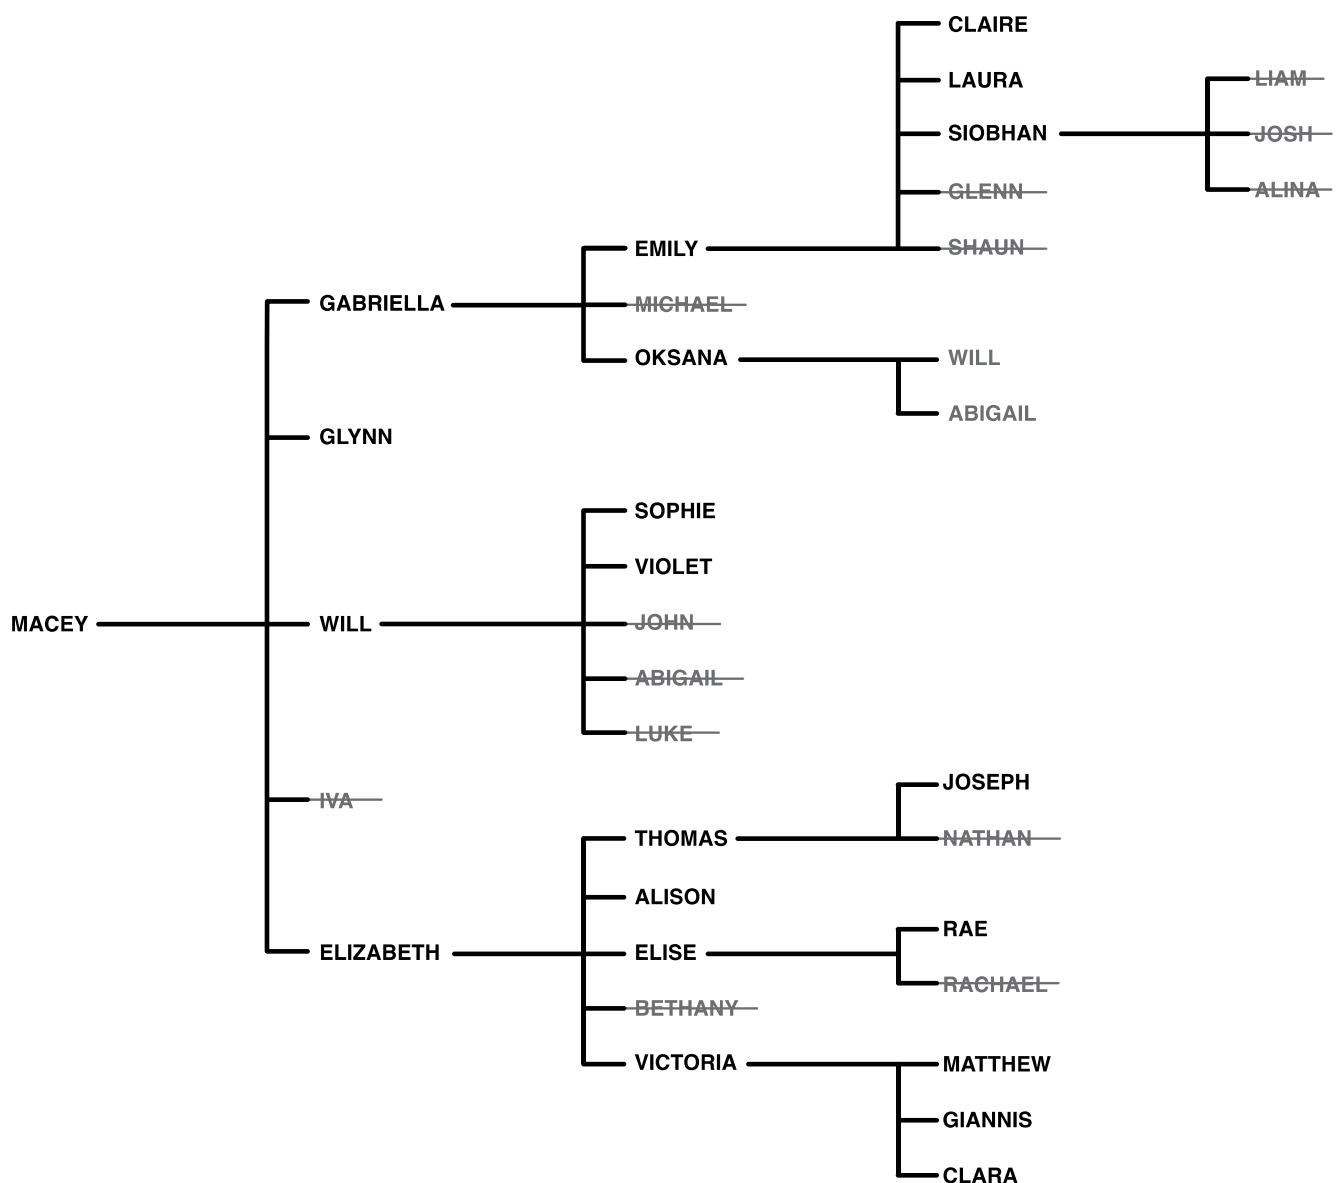 CLAIRE
LAURA
LIAM
SIOBHAN
JOSH
GLENN
ALINA
EMILY
SHAUN
GABRIELLA
MICHAEL
OKSANA
WILL
ABIGAIL
GLYNN
SOPHIE
VIOLET
MACEY
WILL
JOHN
ABIGAIL
LUKE
IVA
JOSEPH
THOMAS
NATHAN
ALISON
RAE
ELIZABETH
ELISE
RACHAEL
BETHANY
VICTORIA
MATTHEW
GIANNIS
CLARA